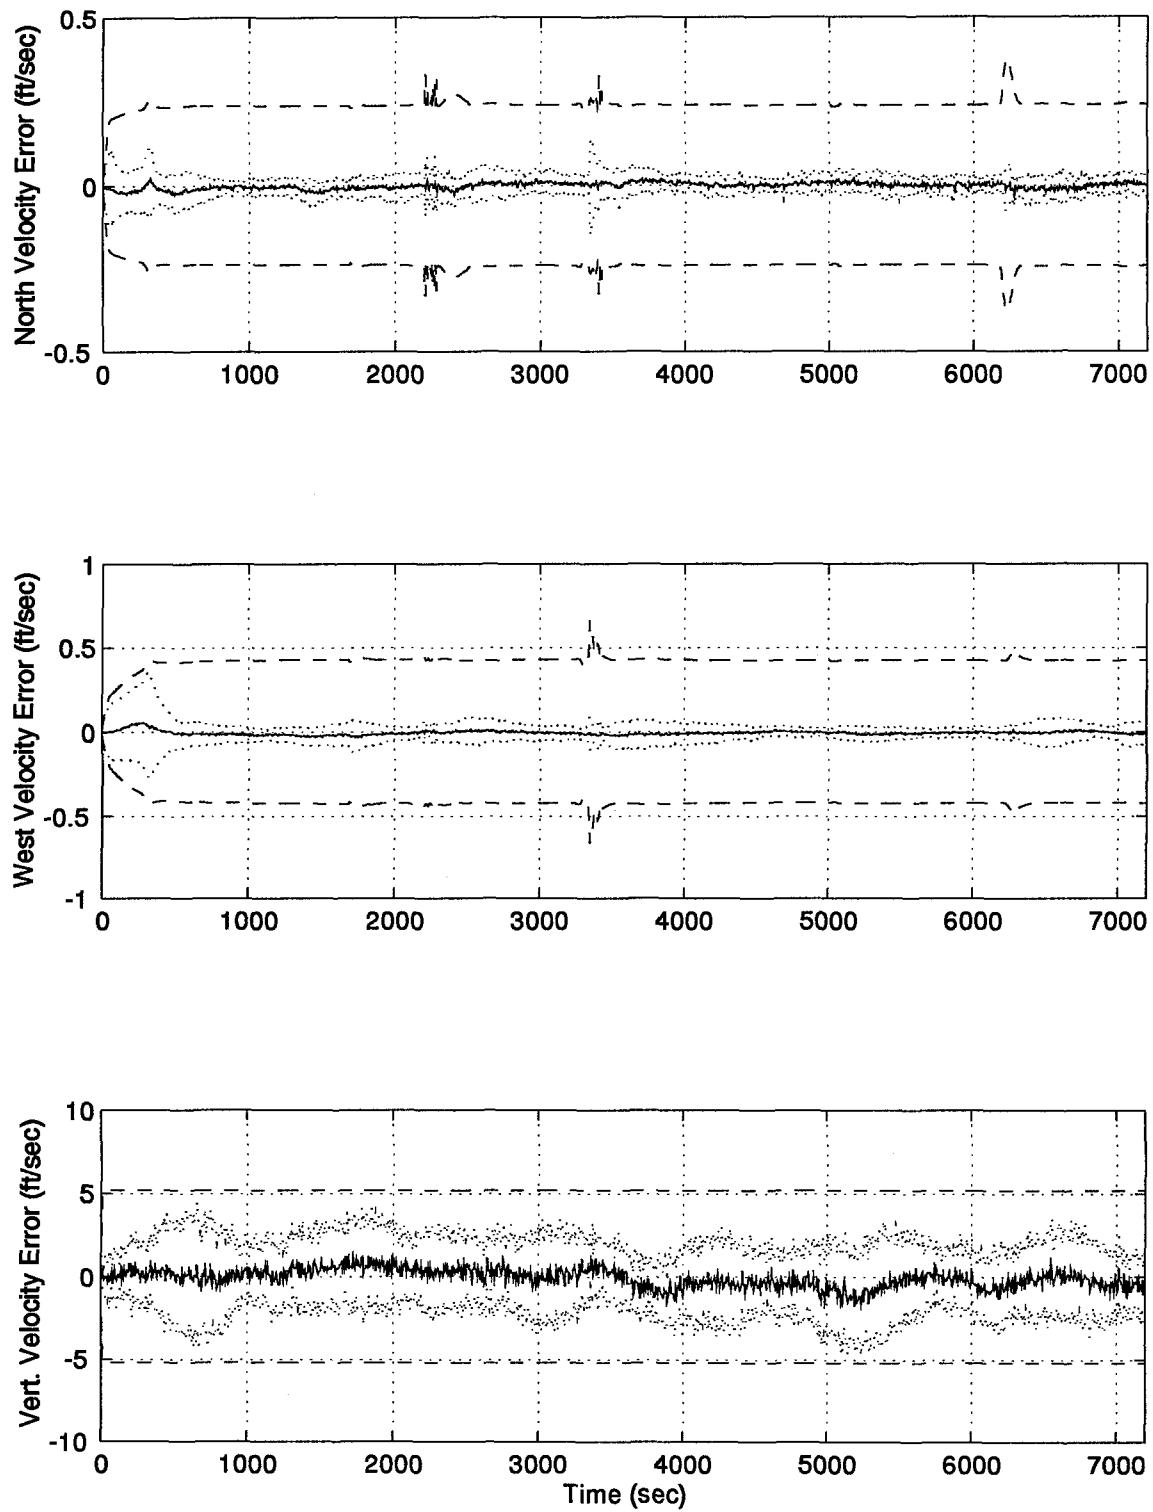 North Velocity Error (ft/sec)
0.5
0
-0.5
0 1000 2000 3000 4000 5000 6000 7000
West Velocity Error (ft/sec)
1
0.5
0
-0.5
-1
0 1000 2000 3000 4000 5000 6000 7000
Vert. Velocity Error (ft/sec)
10
5
0
-5
-10
0 1000 2000 3000 4000 5000 6000 7000
Time (sec)